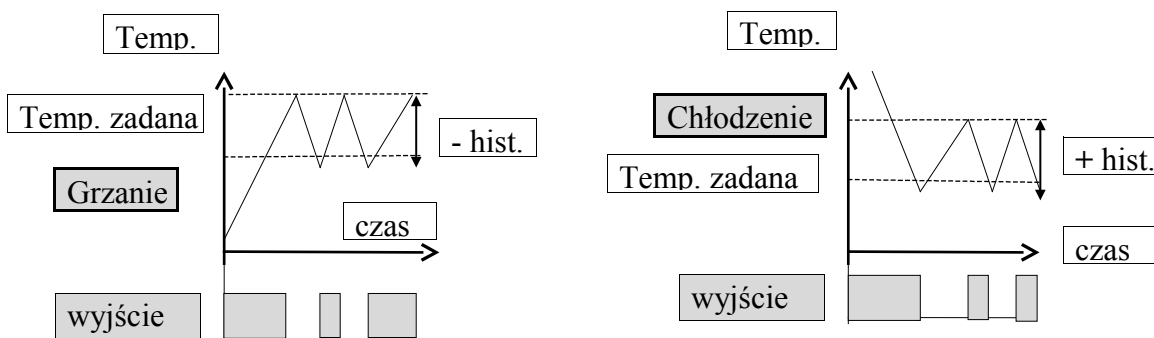 Temp.
Temp. zadana
- hist.
Grzanie
czas
wyjście
Temp.
Chłodzenie
Temp. zadana
+ hist.
czas
wyjście